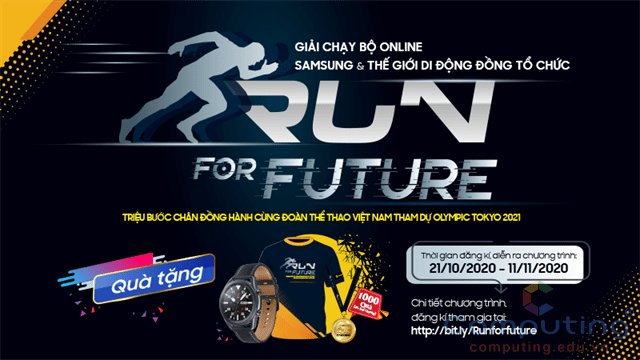 GIẢI CHẠY BỘ ONLINE
SAMSUNG & THẾ GIỚI DI ĐỘNG ĐỒNG TỔ CHỨC
RUN
FOR FUTURE
TRIỆU BƯỚC CHÂN ĐỒNG HÀNH CÙNG ĐOÀN THỂ THAO VIỆT NAM THAM DỰ OLYMPIC TOKYO 2021
Quà tặng
RUN
FOR FUTURE
1000
Quà
Thời gian đăng kí, diễn ra chương trình:
21/10/2020 - 11/11/2020
Chi tiết chương trình,
đăng kí tham gia tại:
http://bit.ly/Runforfuture
computing.edu